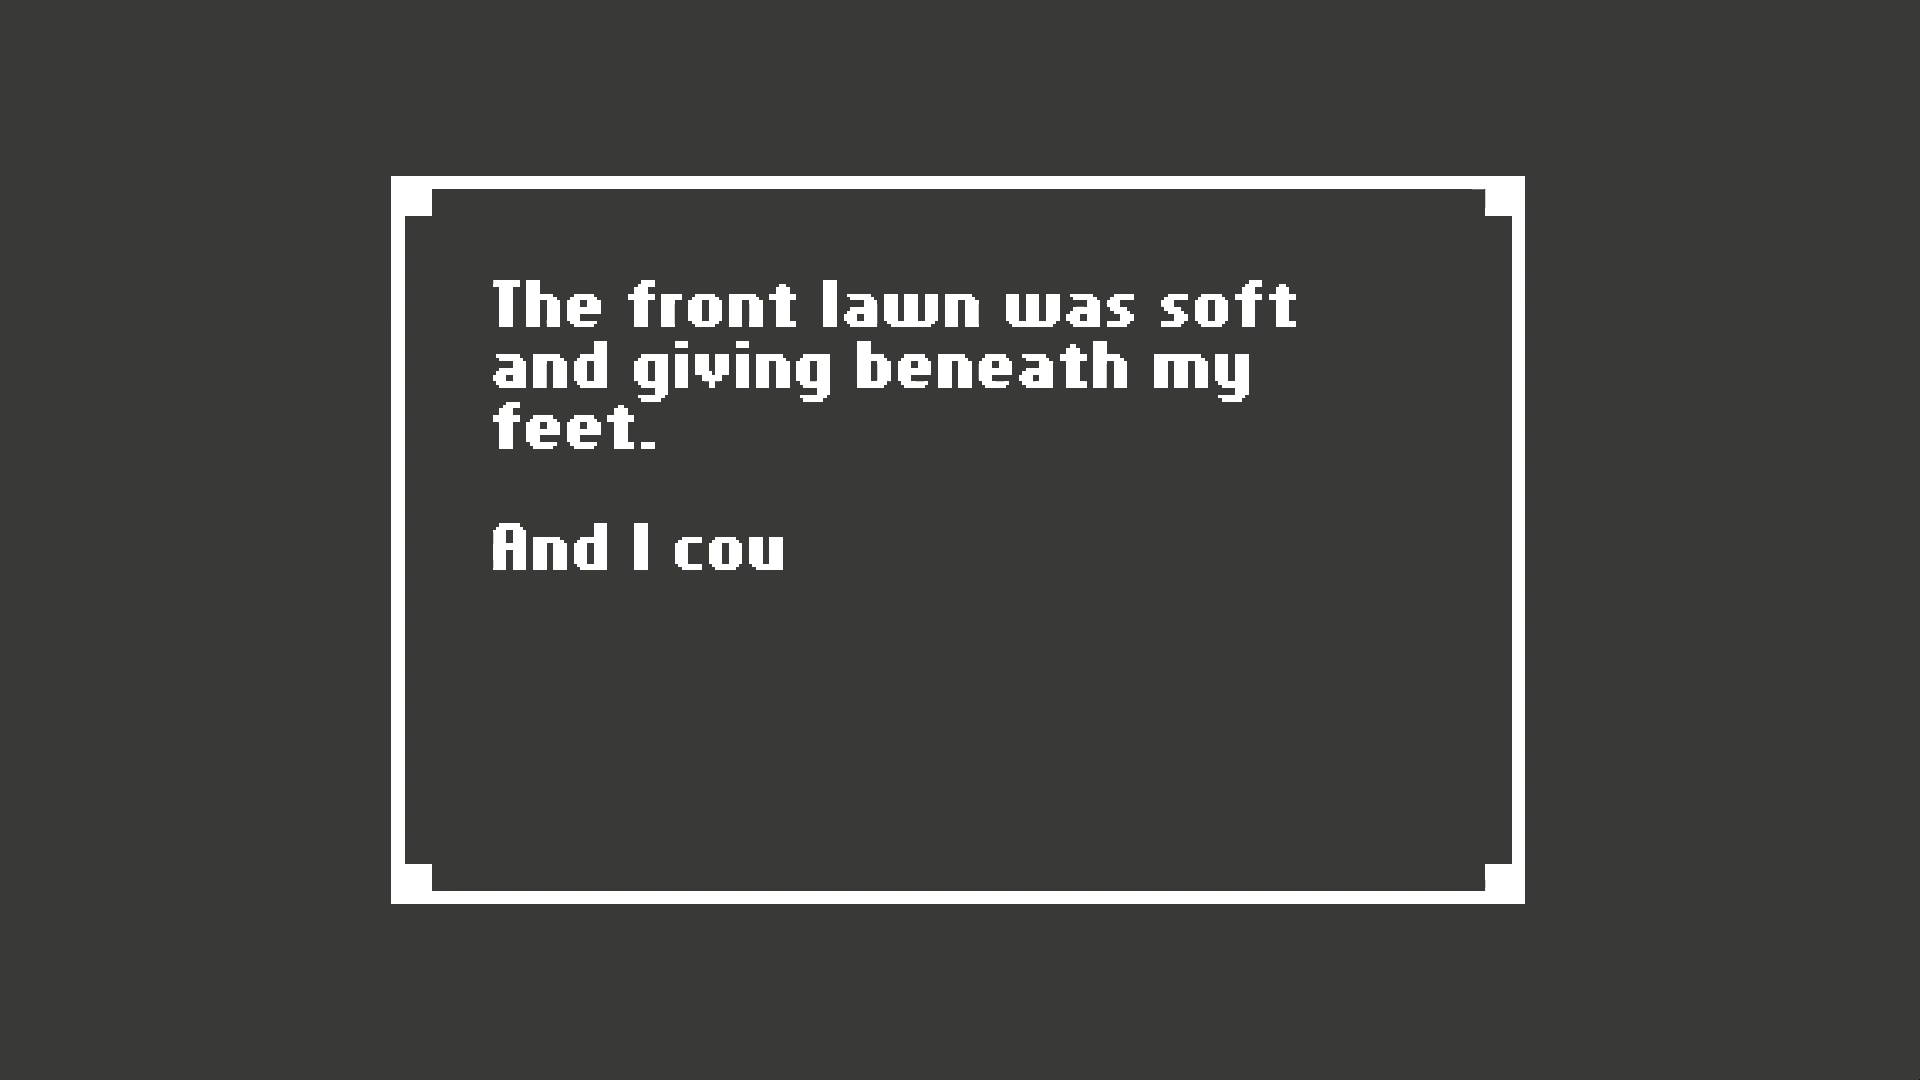 The front lawn was soft
and giving beneath my
feet.
And I cou